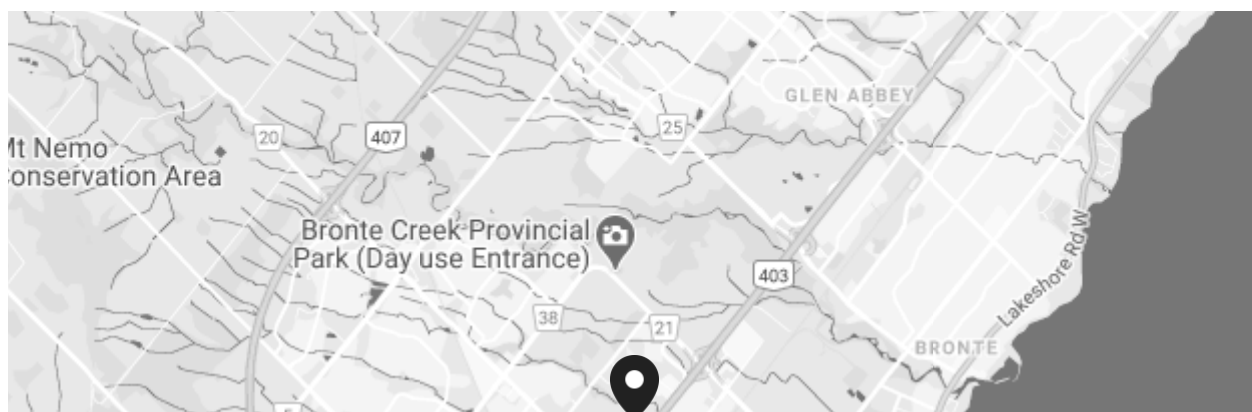 GLEN ABBEY
25
20
407
Mt Nemo
Conservation Area
Bronte Creek Provincial
Park (Day use Entrance)
403
Lakeshore Rd W
38
21
BRONTE